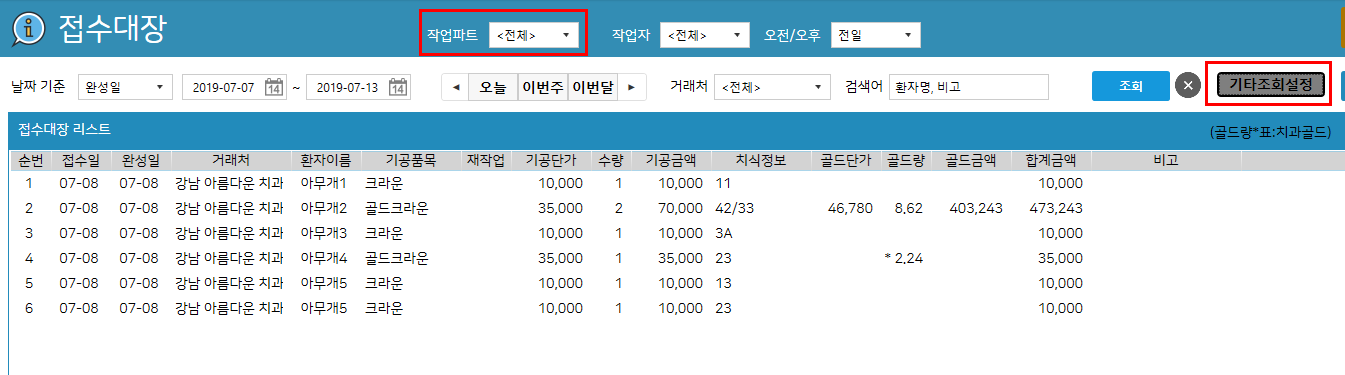 접수대장
작업파트 <전체> 작업자 <전체> 오전/오후 전일
날짜 기준 완성일 2019-07-07 14 ~ 2019-07-13 14 ◄ 오늘 이번주 이번달 ► 거래처 <전체> 검색어 환자명, 비고 조회 기타조회설정
접수대장 리스트 (골드량*표:치과골드)
순번 접수일 완성일 거래처 환자이름 기공품목 재작업 기공단가 수량 기공금액 치식정보 골드단가 골드량 골드금액 합계금액 비고
1 07-08 07-08 강남 아름다운 치과 아무개1 크라운 10,000 1 10,000 11 10,000
2 07-08 07-08 강남 아름다운 치과 아무개2 골드크라운 35,000 2 70,000 42/33 46,780 8.62 403,243 473,243
3 07-08 07-08 강남 아름다운 치과 아무개3 크라운 10,000 1 10,000 3A 10,000
4 07-08 07-08 강남 아름다운 치과 아무개4 골드크라운 35,000 1 35,000 23 * 2.24 35,000
5 07-08 07-08 강남 아름다운 치과 아무개5 크라운 10,000 1 10,000 13 10,000
6 07-08 07-08 강남 아름다운 치과 아무개5 크라운 10,000 1 10,000 23 10,000